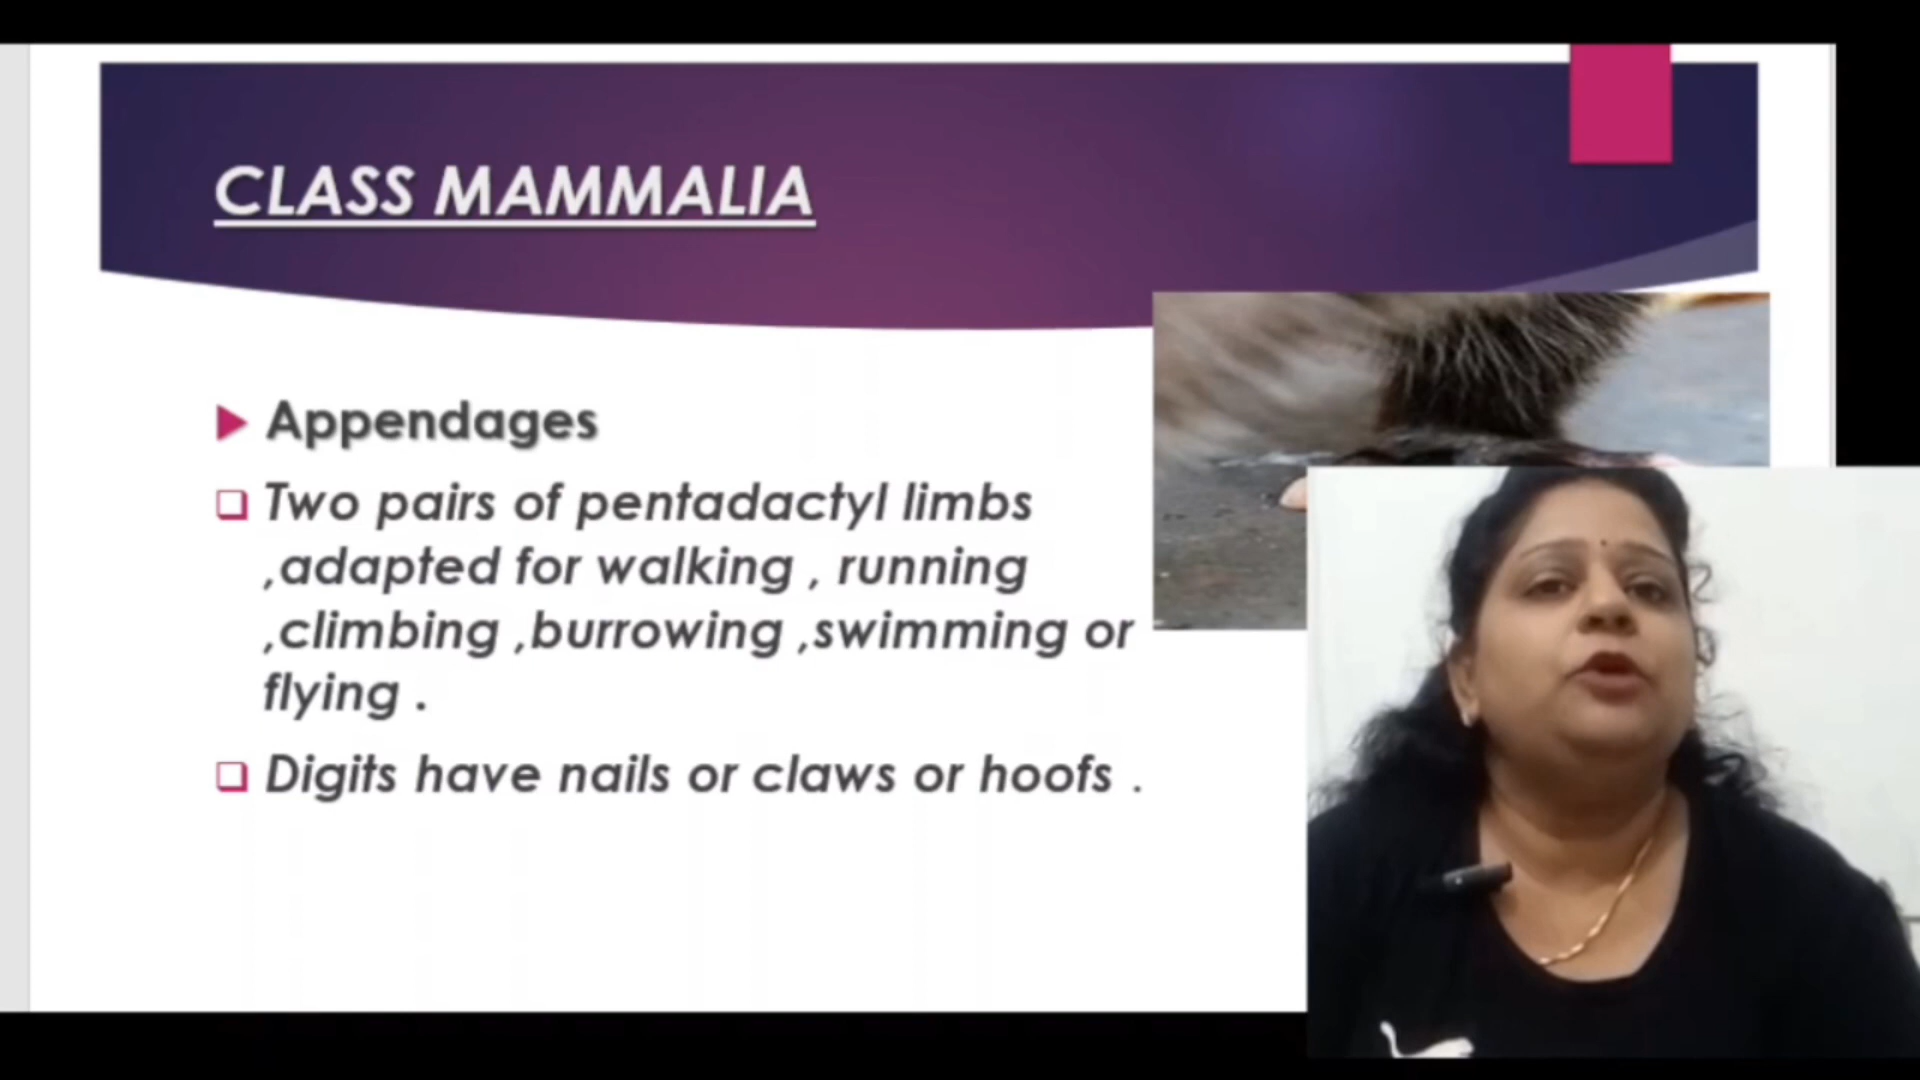 CLASS MAMMALIA
Appendages
Two pairs of pentadactyl limbs
,adapted for walking , running
,climbing ,burrowing ,swimming or
flying .
Digits have nails or claws or hoofs .